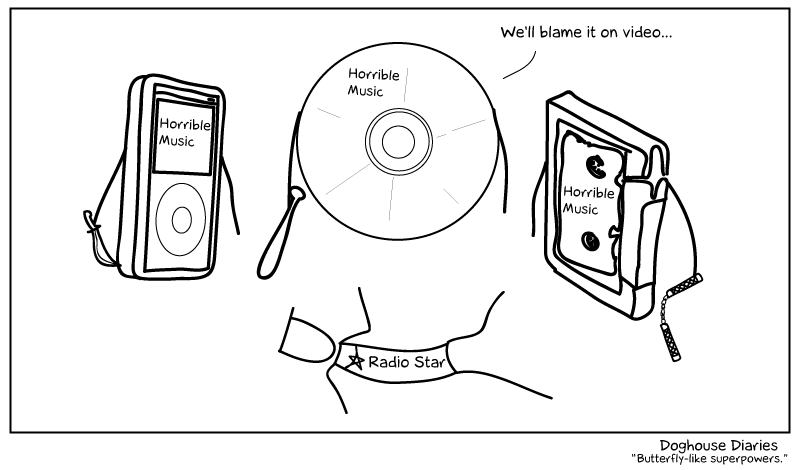 We'll blame it on video...
Horrible
Music
Horrible
Music
Horrible
Music
Radio Star
Doghouse Diaries
"Butterfly-like superpowers."